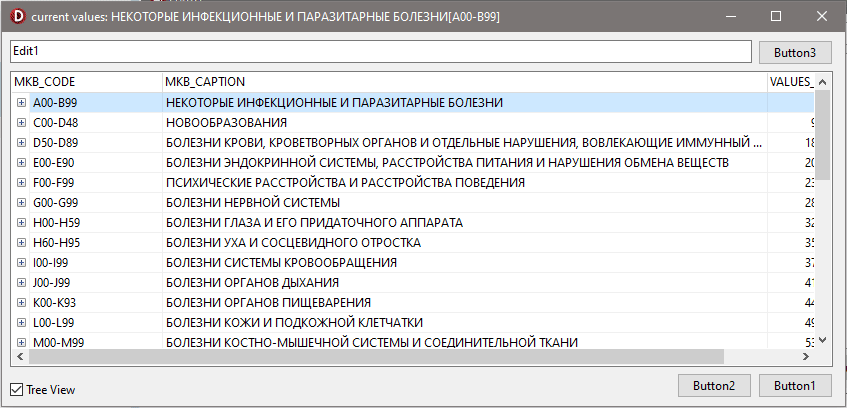 current values: НЕКОТОРЫЕ ИНФЕКЦИОННЫЕ И ПАРАЗИТАРНЫЕ БОЛЕЗНИ[A00-B99]
Edit1 Button3
MKB_CODE MKB_CAPTION VALUES_
A00-B99 НЕКОТОРЫЕ ИНФЕКЦИОННЫЕ И ПАРАЗИТАРНЫЕ БОЛЕЗНИ
C00-D48 НОВООБРАЗОВАНИЯ 9
D50-D89 БОЛЕЗНИ КРОВИ, КРОВЕТВОРНЫХ ОРГАНОВ И ОТДЕЛЬНЫЕ НАРУШЕНИЯ, ВОВЛЕКАЮЩИЕ ИММУННЫЙ ... 18
E00-E90 БОЛЕЗНИ ЭНДОКРИННОЙ СИСТЕМЫ, РАССТРОЙСТВА ПИТАНИЯ И НАРУШЕНИЯ ОБМЕНА ВЕЩЕСТВ 20
F00-F99 ПСИХИЧЕСКИЕ РАССТРОЙСТВА И РАССТРОЙСТВА ПОВЕДЕНИЯ 23
G00-G99 БОЛЕЗНИ НЕРВНОЙ СИСТЕМЫ 28
H00-H59 БОЛЕЗНИ ГЛАЗА И ЕГО ПРИДАТОЧНОГО АППАРАТА 32
H60-H95 БОЛЕЗНИ УХА И СОСЦЕВИДНОГО ОТРОСТКА 35
I00-I99 БОЛЕЗНИ СИСТЕМЫ КРОВООБРАЩЕНИЯ 37
J00-J99 БОЛЕЗНИ ОРГАНОВ ДЫХАНИЯ 41
K00-K93 БОЛЕЗНИ ОРГАНОВ ПИЩЕВАРЕНИЯ 44
L00-L99 БОЛЕЗНИ КОЖИ И ПОДКОЖНОЙ КЛЕТЧАТКИ 49
M00-M99 БОЛЕЗНИ КОСТНО-МЫШЕЧНОЙ СИСТЕМЫ И СОЕДИНИТЕЛЬНОЙ ТКАНИ 53
Tree View Button2 Button1